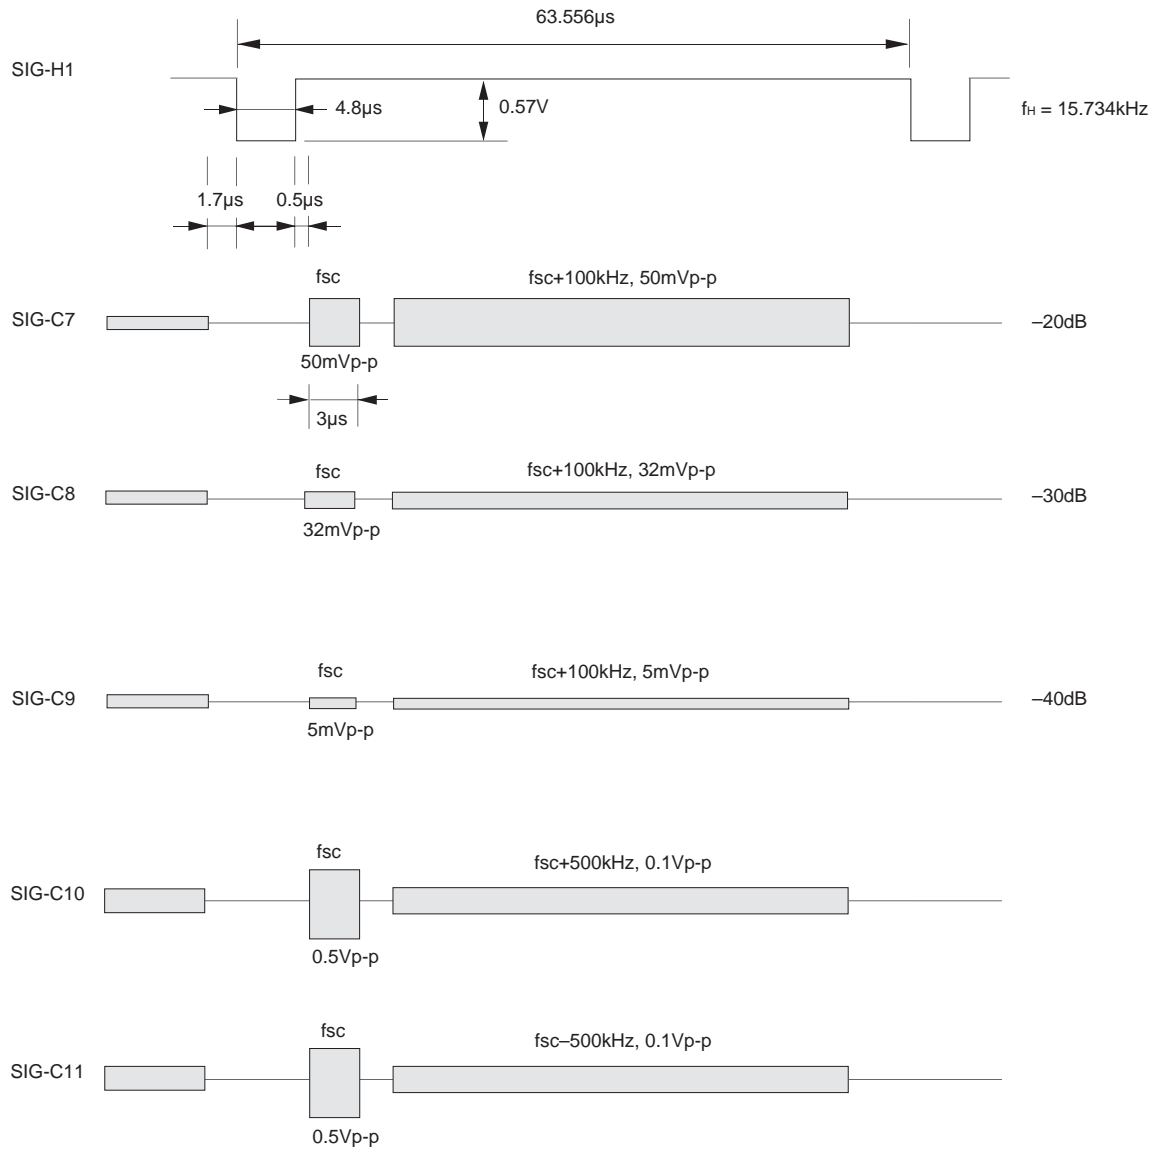 63.556µs
SIG-H1
4.8µs
0.57V
fH = 15.734kHz
1.7µs
0.5µs
fsc
fsc+100kHz, 50mVp-p
SIG-C7
–20dB
50mVp-p
3µs
fsc
fsc+100kHz, 32mVp-p
SIG-C8
–30dB
32mVp-p
fsc
fsc+100kHz, 5mVp-p
SIG-C9
–40dB
5mVp-p
fsc
fsc+500kHz, 0.1Vp-p
SIG-C10
0.5Vp-p
fsc
fsc–500kHz, 0.1Vp-p
SIG-C11
0.5Vp-p